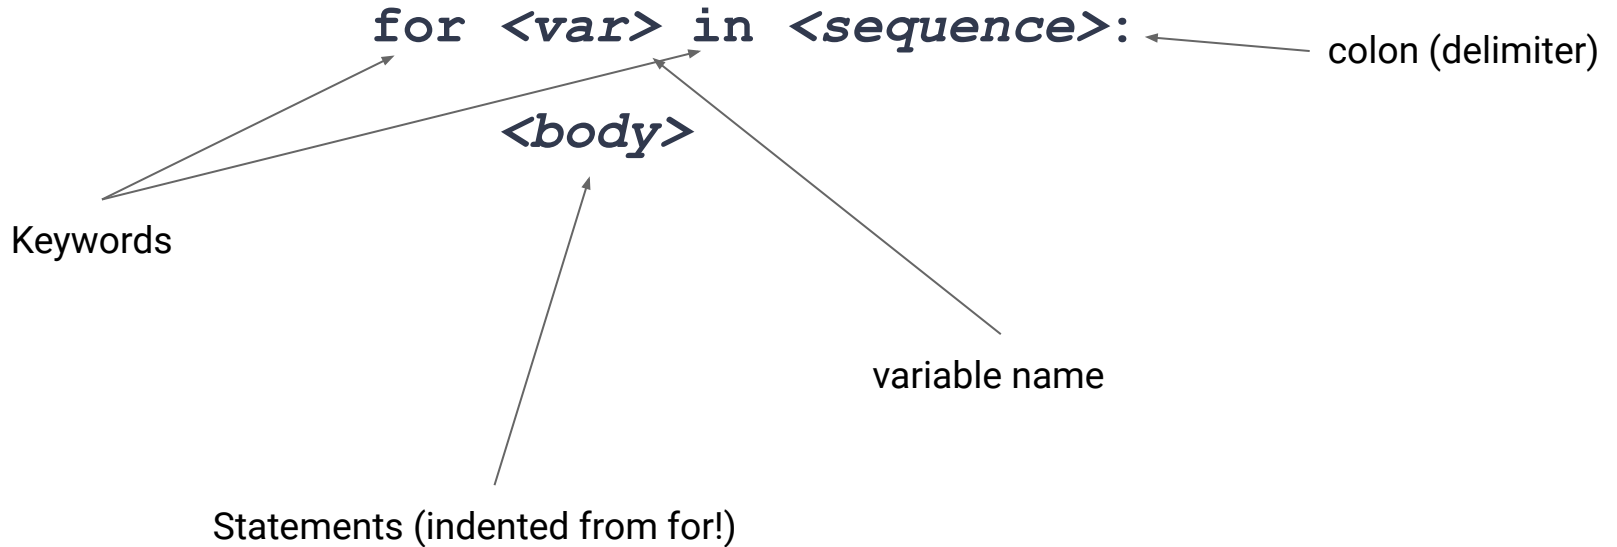 for <var> in <sequence>:
colon (delimiter)
<body>
Keywords
variable name
Statements (indented from for!)